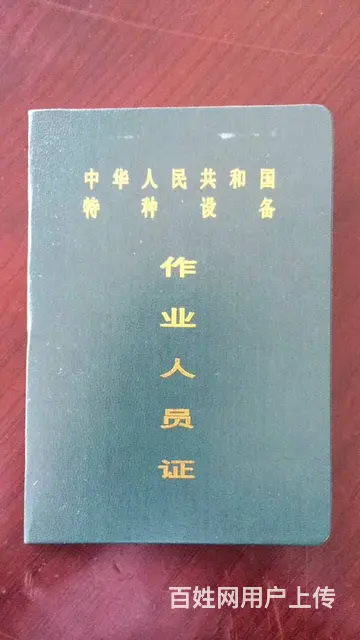 中华人民共和国
特种设备
作业人员证
百姓网用户上传